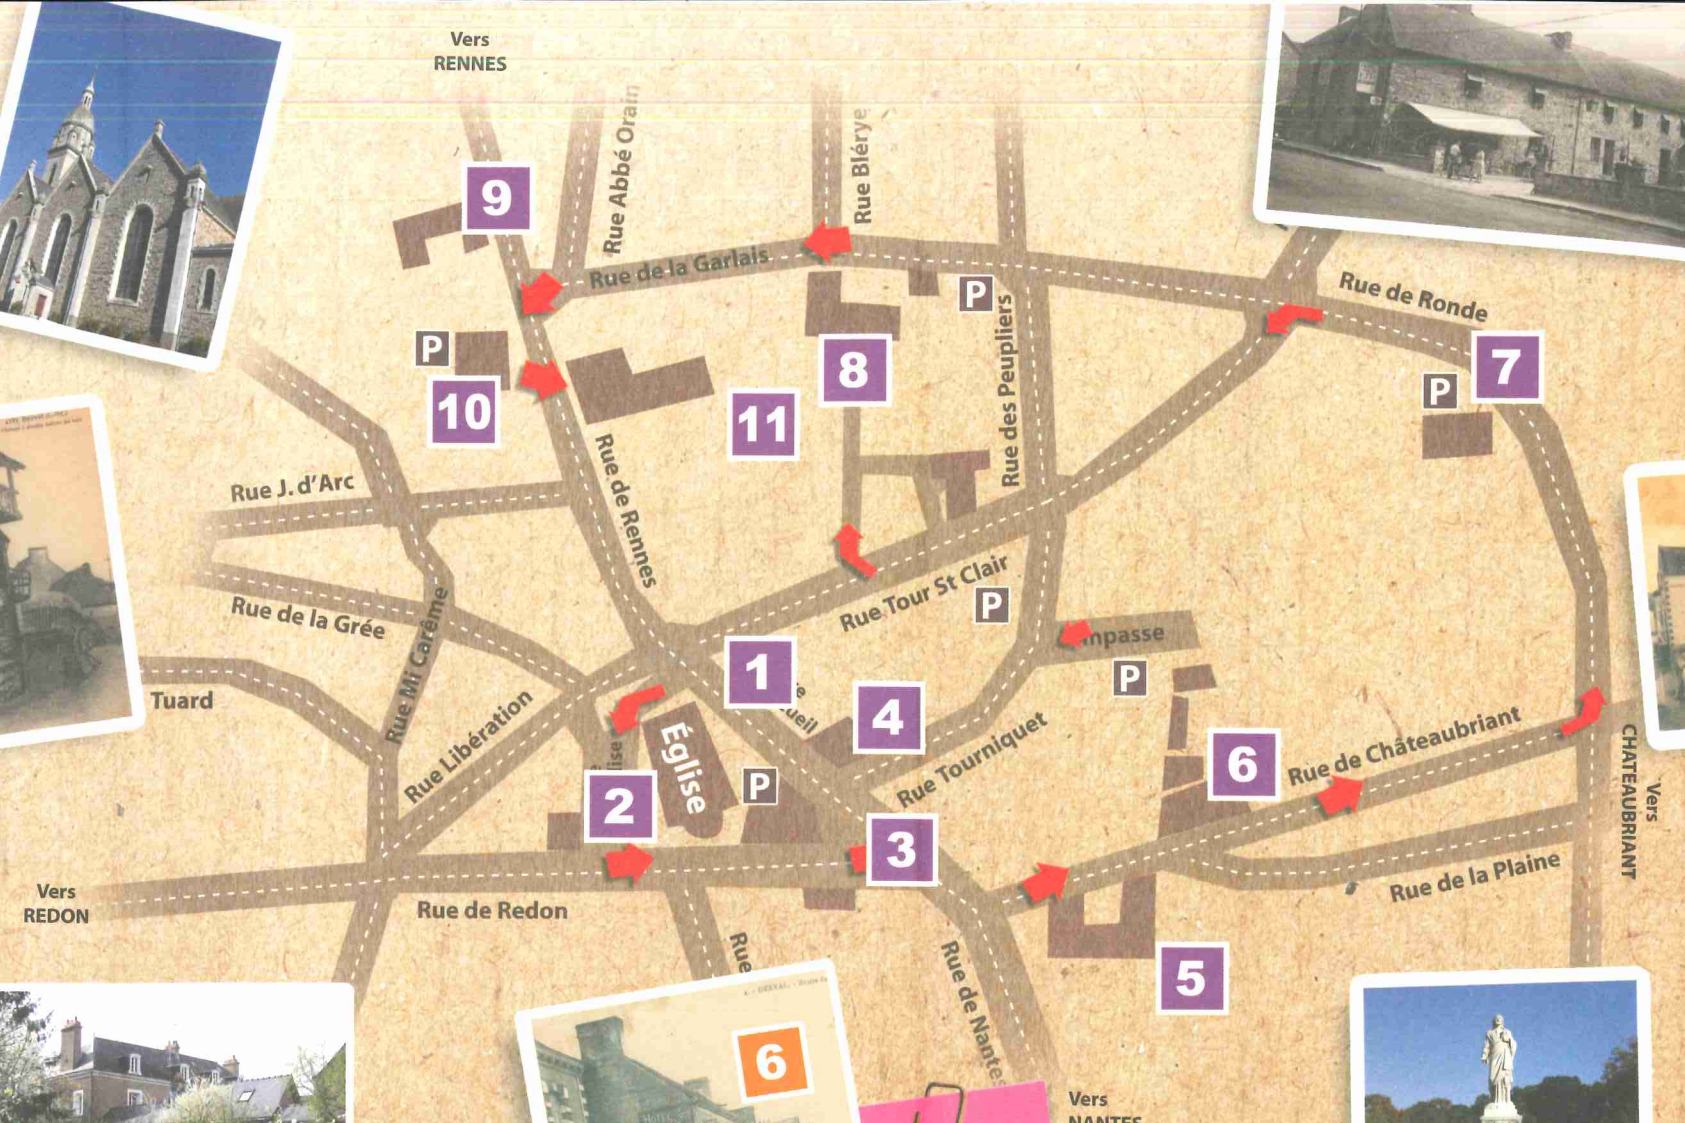 Vers
RENNES
Rue Abbé Orain
Rue Blérye
9
Rue de la Garlais
P
Rue de Ronde
P
8
7
P
10
11
Rue des Peupliers
Rue J. d'Arc
Rue de Rennes
Rue Tour St Clair
P
Rue de la Grée
Rue Mi Carême
mpasse
P
1
Tuard
ueil
4
Rue Libération
Église
Rue Tourniquet
Rue de Châteaubriant
6
P
2
Vers
CHATEAUBRIANT
3
Rue de la Plaine
Vers
REDON
Rue de Redon
Rue
Rue de Nantes
5
6
Vers
NANTES